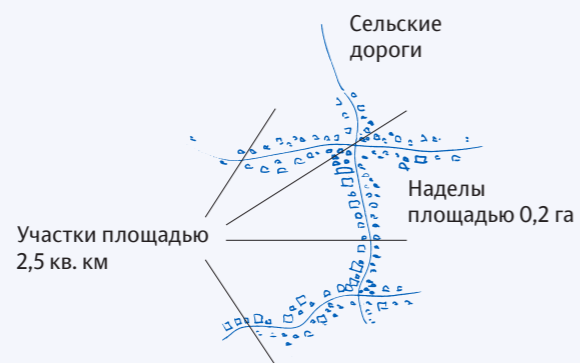 Сельские
дороги
Наделы
площадью 0,2 га
Участки площадью
2,5 кв. км